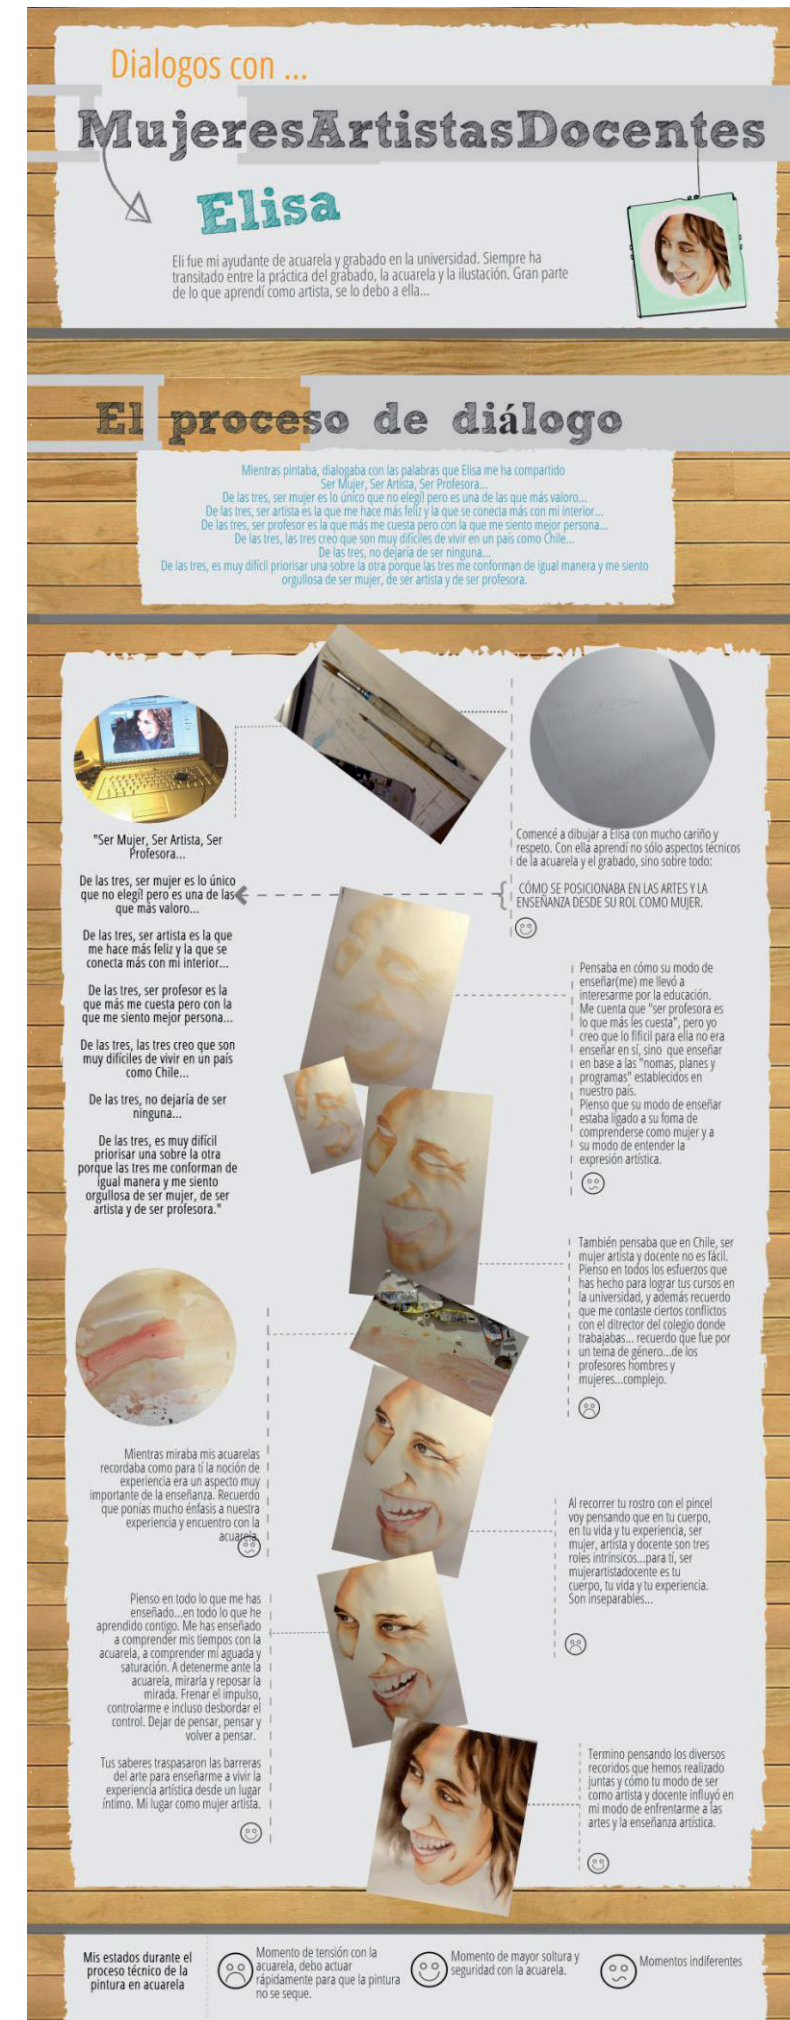 Dialogos con ...
MujeresArtistasDocentes
Elisa
Eli fue mi ayudante de acuarela y grabado en la universidad. Siempre ha
transitado entre la práctica del grabado, la acuarela y la ilustación. Gran parte
de lo que aprendí como artista, se lo debo a ella...
El proceso de diálogo
Mientras pintaba, dialogaba con las palabras que Elisa me ha compartido
Ser Mujer, Ser Artista, Ser Profesora...
De las tres, ser mujer es lo único que no elegí! pero es una de las que más valoro...
De las tres, ser artista es la que me hace más feliz y la que se conecta más con mi interior...
De las tres, ser profesor es la que más me cuesta pero con la que me siento mejor persona...
De las tres, las tres creo que son muy difíciles de vivir en un país como Chile...
De las tres, no dejaría de ser ninguna...
De las tres, es muy difícil priorisar una sobre la otra porque las tres me conforman de igual manera y me siento
orgullosa de ser mujer, de ser artista y de ser profesora.
"Ser Mujer, Ser Artista, Ser
Profesora...
De las tres, ser mujer es lo único
que no elegí! pero es una de las
que más valoro...
De las tres, ser artista es la que
me hace más feliz y la que se
conecta más con mi interior...
De las tres, ser profesor es la
que más me cuesta pero con la
que me siento mejor persona...
De las tres, las tres creo que son
muy difíciles de vivir en un país
como Chile...
De las tres, no dejaría de ser
ninguna...
De las tres, es muy difícil
priorisar una sobre la otra
porque las tres me conforman de
igual manera y me siento
orgullosa de ser mujer, de ser
artista y de ser profesora."
Comencé a dibujar a Elisa con mucho cariño y
respeto. Con ella aprendí no sólo aspectos técnicos
de la acuarela y el grabado, sino sobre todo:
CÓMO SE POSICIONABA EN LAS ARTES Y LA
ENSEÑANZA DESDE SU ROL COMO MUJER.
Pensaba en cómo su modo de
enseñar(me) me llevó a
interesarme por la educación.
Me cuenta que "ser profesora es
lo que más les cuesta", pero yo
creo que lo fificil para ella no era
enseñar en sí, sino que enseñar
en base a las "nomas, planes y
programas" establecidos en
nuestro país.
Pienso que su modo de enseñar
estaba ligado a su foma de
comprenderse como mujer y a
su modo de entender la
expresión artística.
También pensaba que en Chile, ser
mujer artista y docente no es fácil.
Pienso en todos los esfuerzos que
has hecho para lograr tus cursos en
la universidad, y además recuerdo
que me contaste ciertos conflictos
con el ditrector del colegio donde
trabajabas... recuerdo que fue por
un tema de género...de los
profesores hombres y
mujeres...complejo.
Mientras miraba mis acuarelas
recordaba como para tí la noción de
experiencia era un aspecto muy
importante de la enseñanza. Recuerdo
que ponías mucho énfasis a nuestra
experiencia y encuentro con la
acuarela.
Al recorrer tu rostro con el pincel
voy pensando que en tu cuerpo,
en tu vida y tu experiencia, ser
mujer, artista y docente son tres
roles intrínsicos...para tí, ser
mujerartistadocente es tu
cuerpo, tu vida y tu experiencia.
Son inseparables...
Pienso en todo lo que me has
enseñado...en todo lo que he
aprendido contigo. Me has enseñado
a comprender mis tiempos con la
acuarela, a comprender mi aguada y
saturación. A detenerme ante la
acuarela, mirarla y reposar la
mirada. Frenar el impulso,
controlarme e incluso desbordar el
control. Dejar de pensar, pensar y
volver a pensar.
Tus saberes traspasaron las barreras
del arte para enseñarme a vivir la
experiencia artística desde un lugar
íntimo. Mi lugar como mujer artista.
Termino pensando los diversos
recoridos que hemos realizado
juntas y cómo tu modo de ser
como artista y docente influyó en
mi modo de enfrentarme a las
artes y la enseñanza artística.
Mis estados durante el
proceso técnico de la
pintura en acuarela
Momento de tensión con la
acuarela, debo actuar
rápidamente para que la pintura
no se seque.
Momento de mayor soltura y
seguridad con la acuarela.
Momentos indiferentes